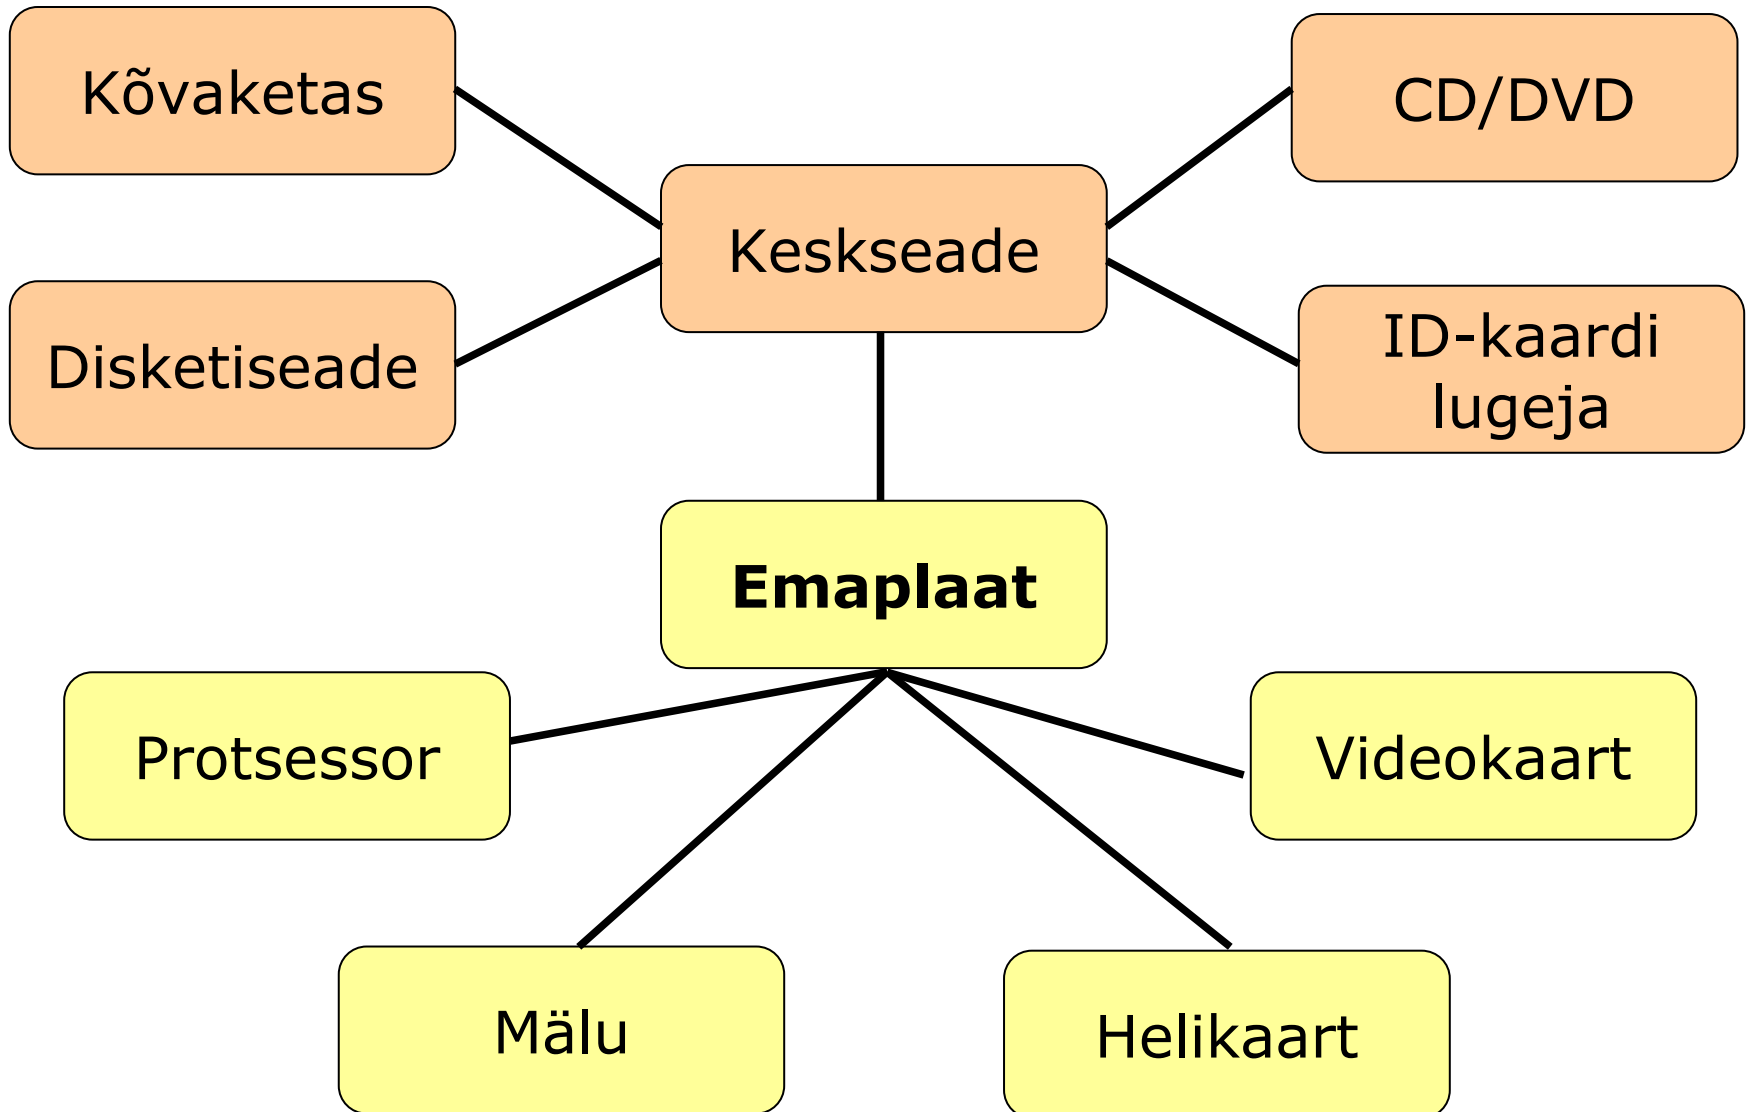 Kõvaketas
CD/DVD
Keskseade
Disketiseade
ID-kaardi
lugeja
Emaplaat
Protsessor
Videokaart
Mälu
Helikaart